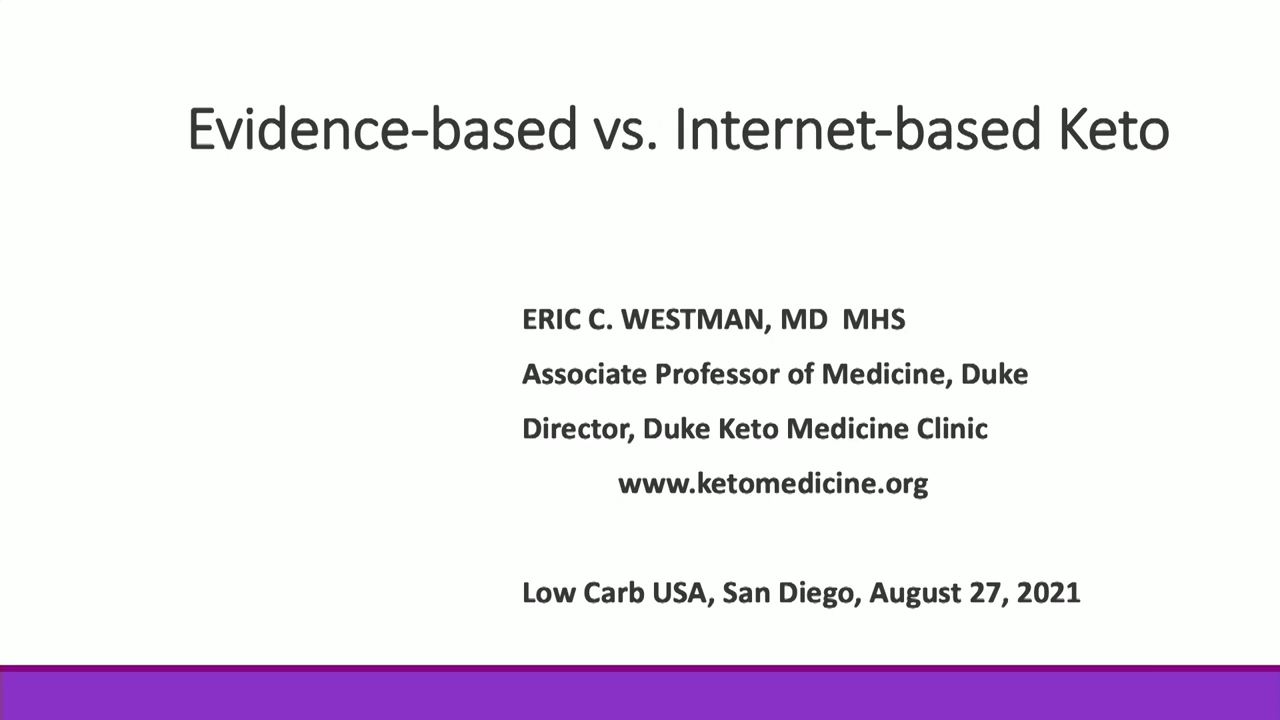 Evidence-based vs. Internet-based Keto
ERIC C. WESTMAN, MD MHS
Associate Professor of Medicine, Duke
Director, Duke Keto Medicine Clinic
www.ketomedicine.org
Low Carb USA, San Diego, August 27, 2021